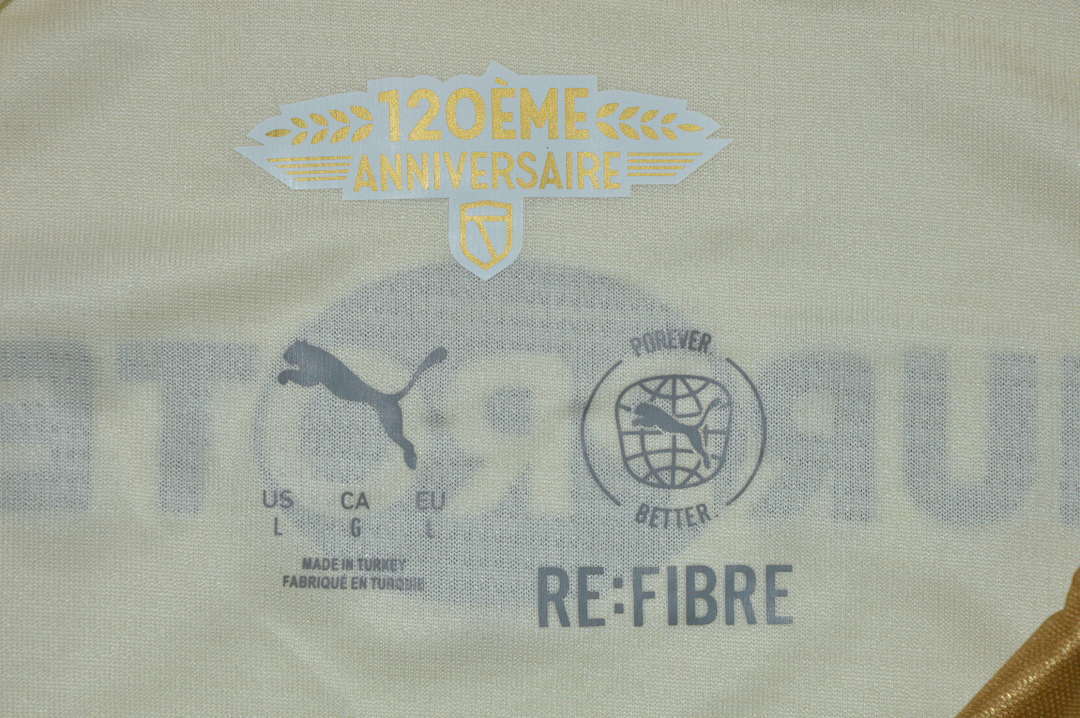 120ÈME
ANNIVERSAIRE
FOREVER.
BETTER.
US CA EU
L G L
MADE IN TURKEY
FABRIQUÉ EN TURQUIE
RE:FIBRE